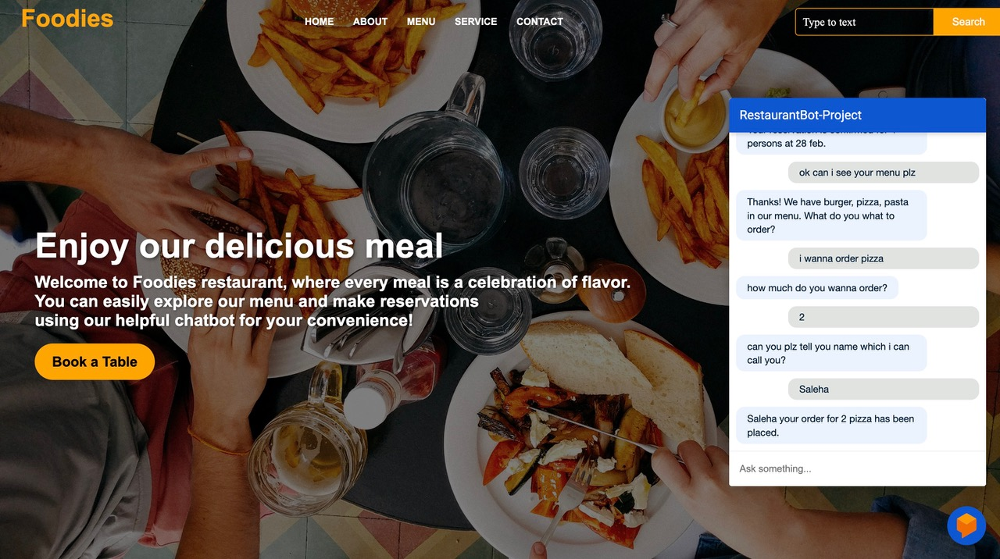 Foodies
HOME ABOUT MENU SERVICE CONTACT
Type to text
Search
Enjoy our delicious meal
Welcome to Foodies restaurant, where every meal is a celebration of flavor.
You can easily explore our menu and make reservations
using our helpful chatbot for your convenience!
Book a Table
RestaurantBot-Project
persons at 28 feb.
ok can i see your menu plz
Thanks! We have burger, pizza, pasta
in our menu. What do you what to
order?
i wanna order pizza
how much do you wanna order?
2
can you plz tell you name which i can
call you?
Saleha
Saleha your order for 2 pizza has been
placed.
Ask something...